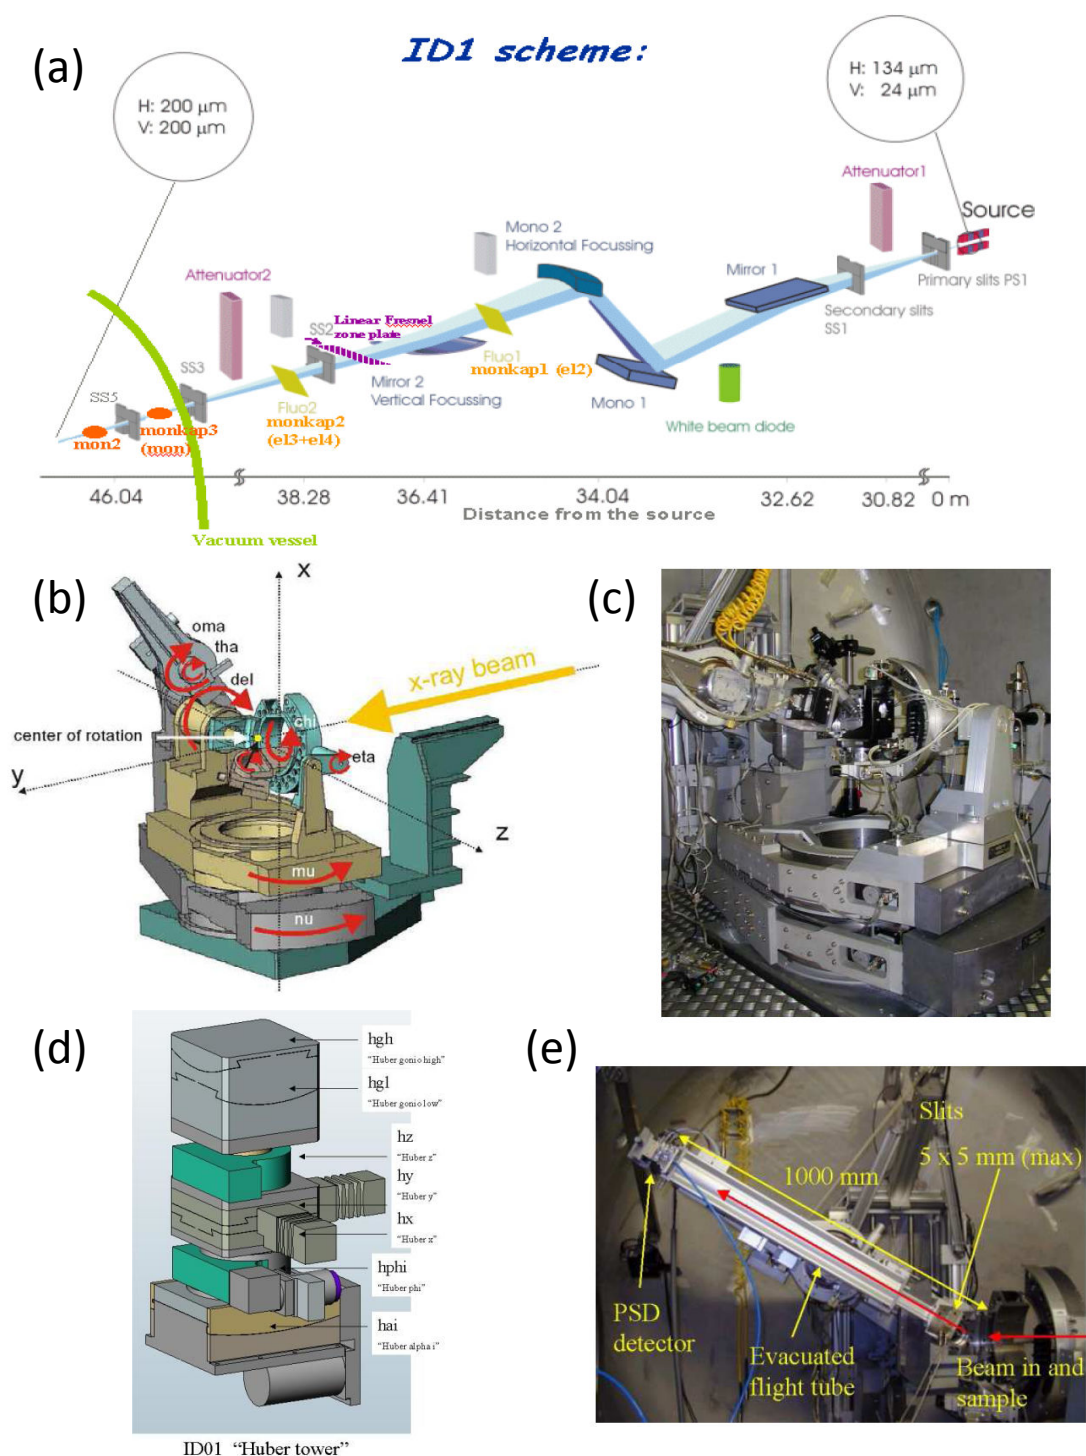 (a)
ID1 scheme:
H: 200 µm
V: 200 µm
H: 134 µm
V: 24 µm
Attenuator1
Source
Mono 2
Horizontal Focussing
Mirror 1
Primary slits PS1
Attenuator2
Secondary slits
SS1
Linear Fresnel
zone plate
SS2
SS3
Fluo1
monkap1 (el2)
Mirror 2
Vertical Focussing
Mono 1
SS5
Fluo2
monkap2
(el3+el4)
White beam diode
mon2
monkap3
(mon)
46.04
38.28
36.41
34.04
32.62
30.82
0 m
Distance from the source
Vacuum vessel
(b)
x
oma
tha
del
x-ray beam
chi
center of rotation
eta
y
z
mu
nu
(c)
(d)
hgh
"Huber gonio high"
hgl
"Huber gonio low"
hz
"Huber z"
hy
"Huber y"
hx
"Huber x"
hphi
"Huber phi"
hai
"Huber alpha i"
ID01 "Huber tower"
(e)
Slits
5 x 5 mm (max)
1000 mm
PSD
detector
Evacuated
flight tube
Beam in and
sample